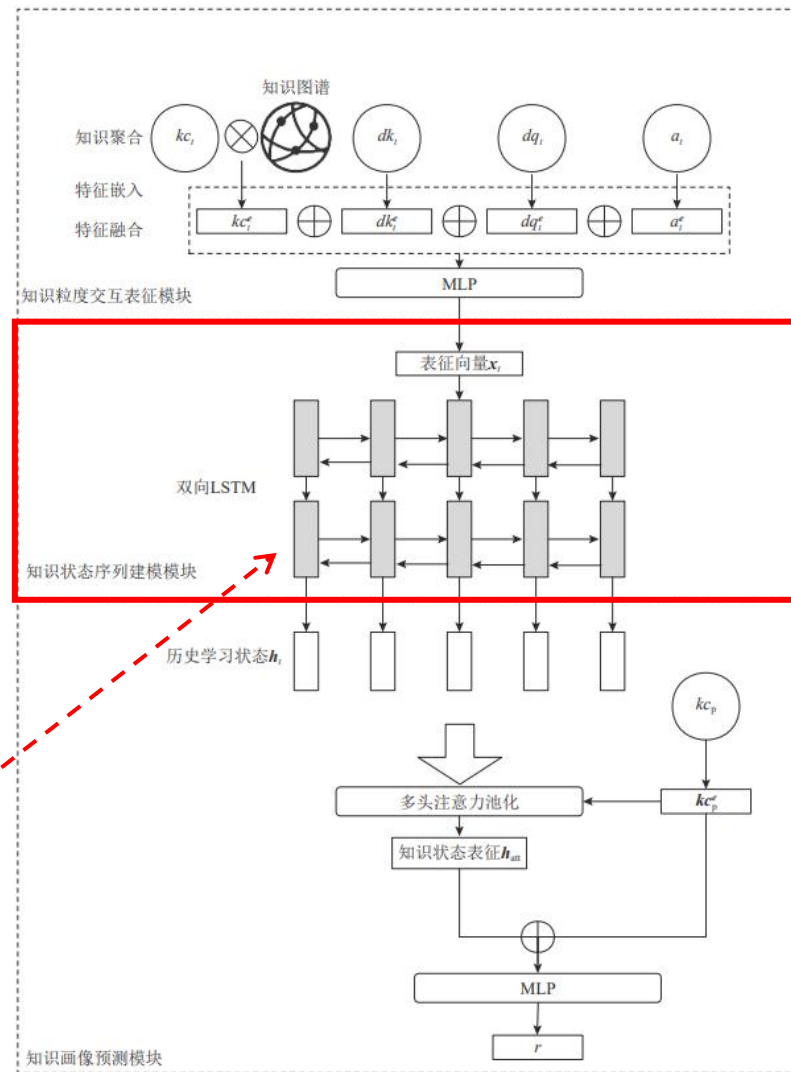 知识图谱
知识聚合 kc_t dk_t dq_t a_t
特征嵌入
特征融合 kc_t^e dk_t^e dq_t^e a_t^e
MLP
知识粒度交互表征模块
表征向量x_t
双向LSTM
知识状态序列建模模块
历史学习状态h_t
kc_p
多头注意力池化 kc_p^e
知识状态表征h_att
MLP
r
知识画像预测模块